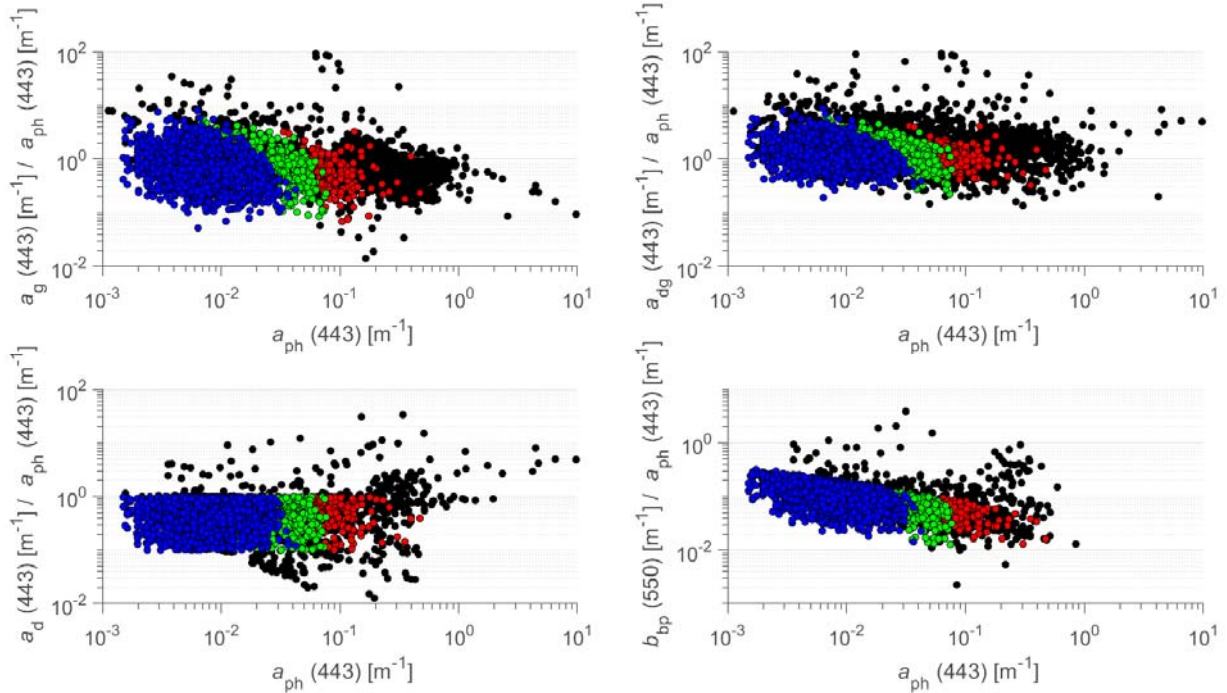 a_g (443) [m^-1] / a_ph (443) [m^-1]
10^2
10^0
10^-2
10^-3 10^-2 10^-1 10^0 10^1
a_ph (443) [m^-1]
a_dg (443) [m^-1] / a_ph (443) [m^-1]
10^2
10^0
10^-2
10^-3 10^-2 10^-1 10^0 10^1
a_ph (443) [m^-1]
a_d (443) [m^-1] / a_ph (443) [m^-1]
10^2
10^0
10^-2
10^-3 10^-2 10^-1 10^0 10^1
a_ph (443) [m^-1]
b_bp (550) [m^-1] / a_ph (443) [m^-1]
10^0
10^-2
10^-3 10^-2 10^-1 10^0 10^1
a_ph (443) [m^-1]